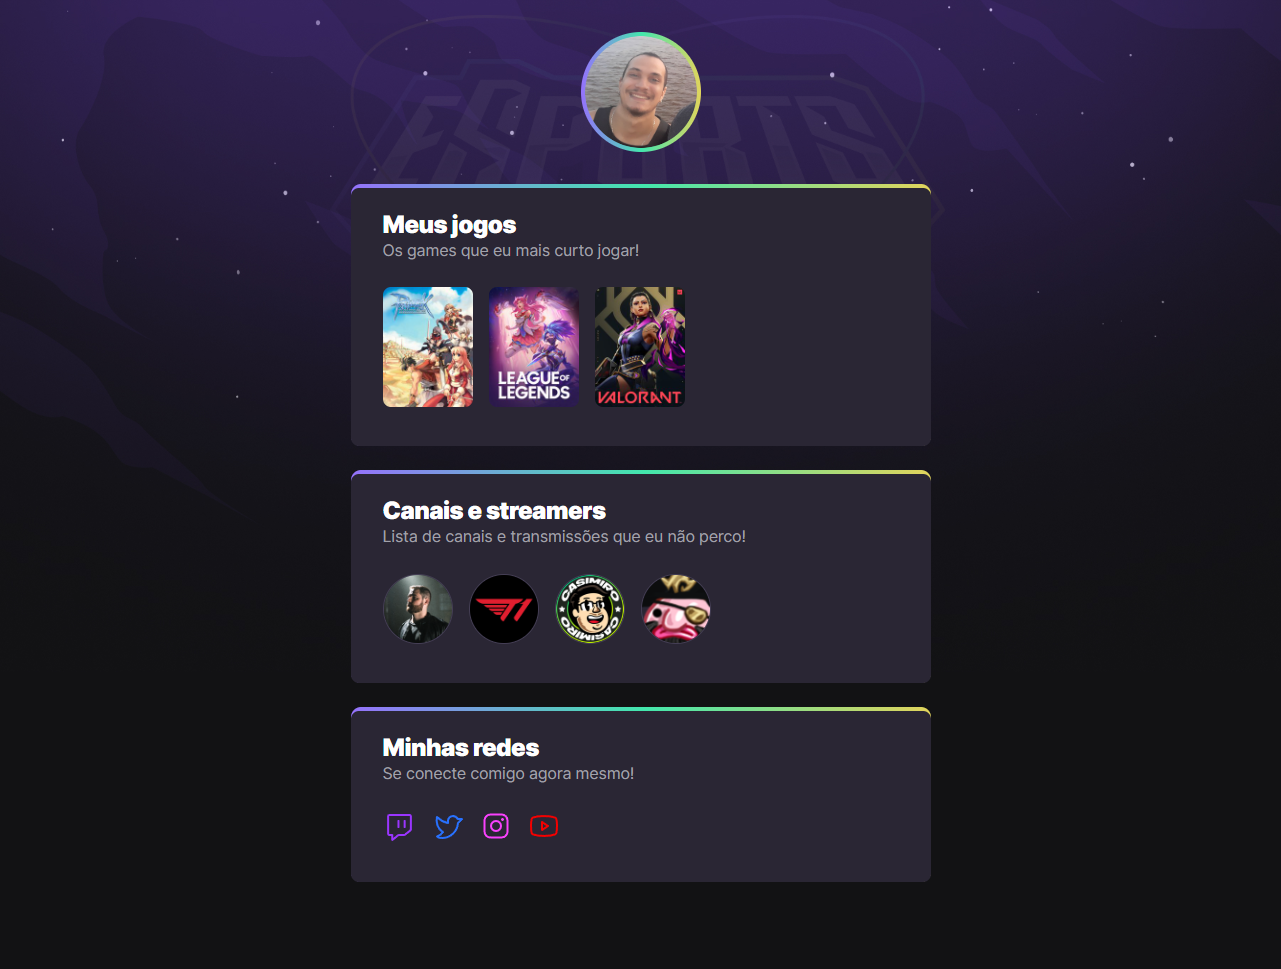 ESPORTS
Meus jogos
Os games que eu mais curto jogar!
LEAGUE OF
LEGENDS
VALORANT
Canais e streamers
Lista de canais e transmissões que eu não perco!
T1
CASIMIRO
CASIMIRO
Minhas redes
Se conecte comigo agora mesmo!